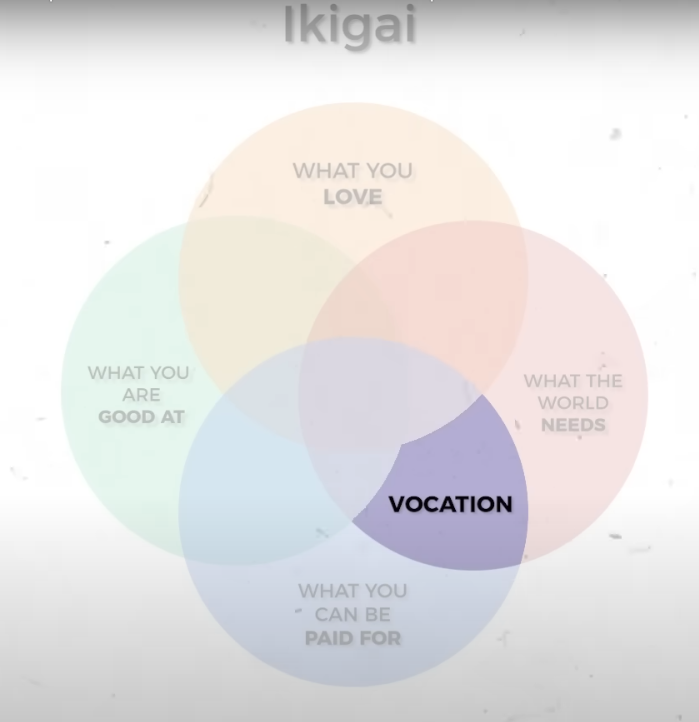 Ikigai
WHAT YOU
LOVE
WHAT YOU
ARE
GOOD AT
WHAT THE
WORLD
NEEDS
VOCATION
WHAT YOU
CAN BE
PAID FOR